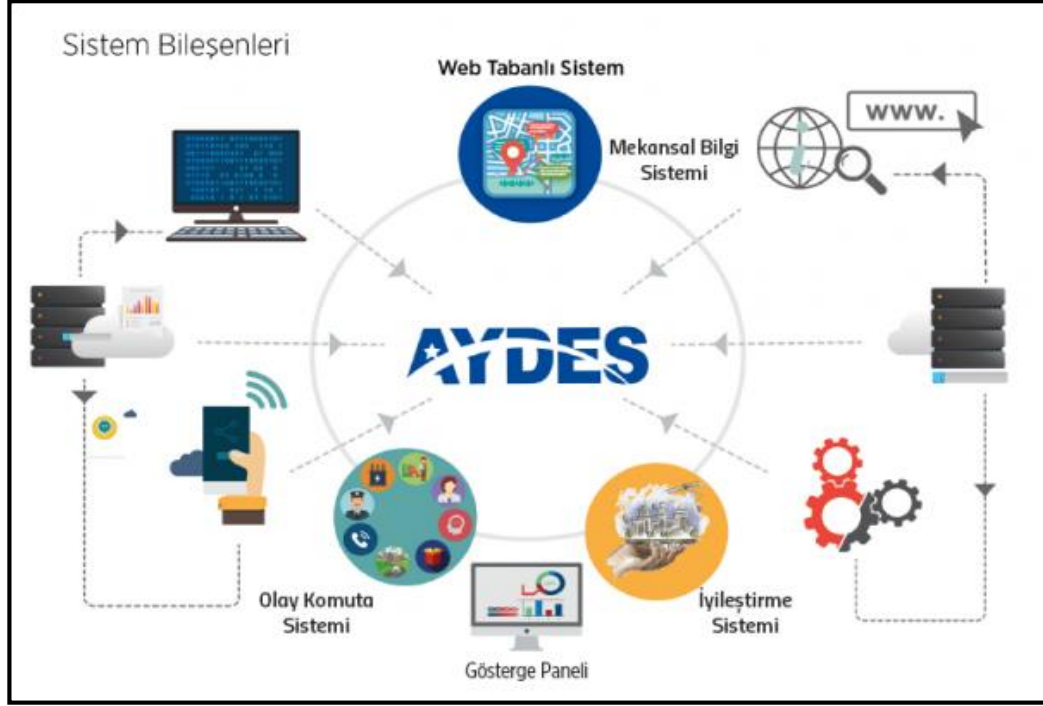 Sistem Bileşenleri
Web Tabanlı Sistem
Mekansal Bilgi
Sistemi
www.
AYDES
Olay Komuta
Sistemi
İyileştirme
Sistemi
Gösterge Paneli